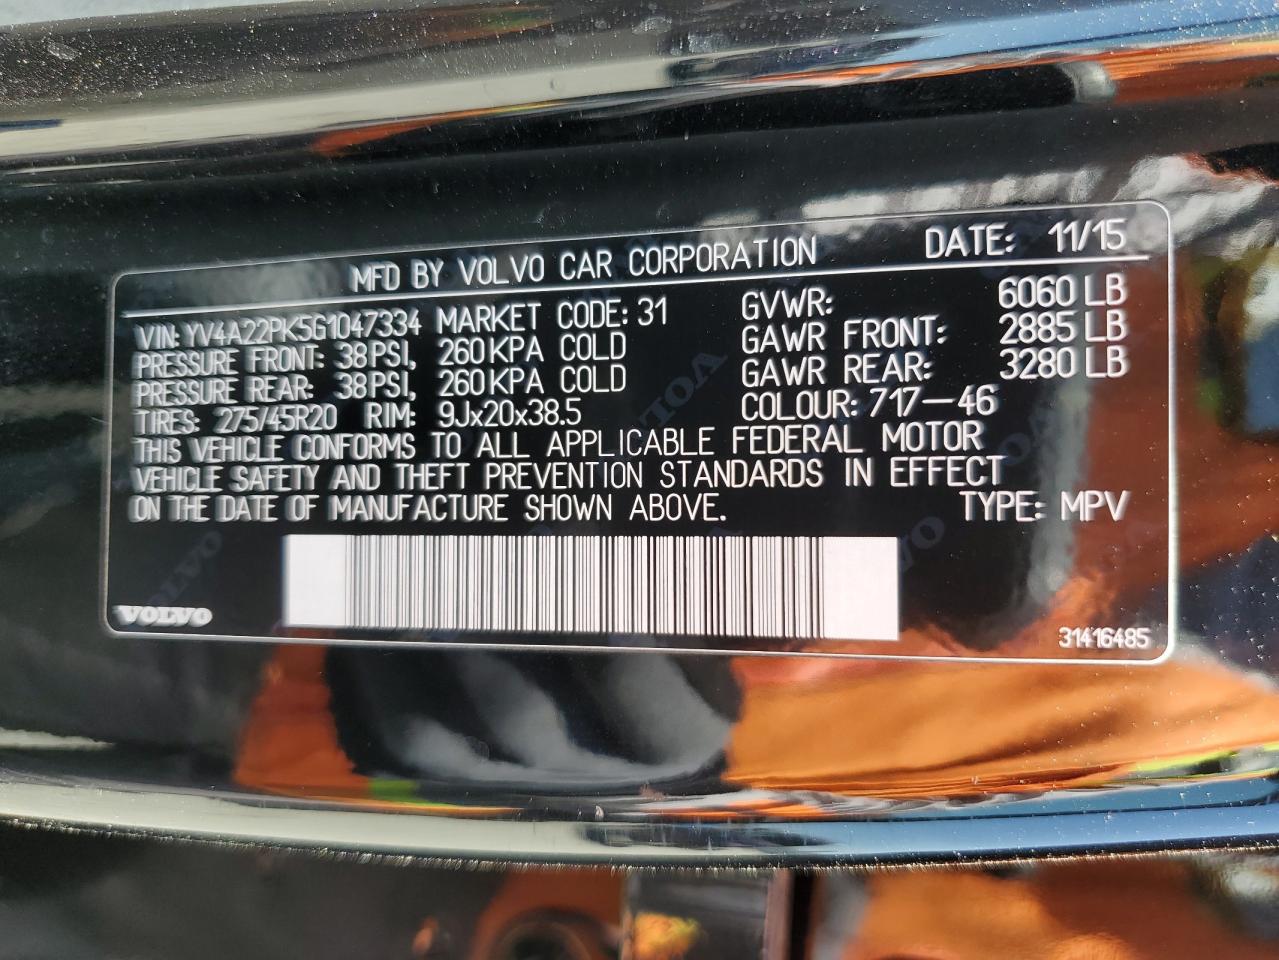 MFD BY VOLVO CAR CORPORATION DATE: 11/15
VIN: YV4A22PK5G1047334 MARKET CODE: 31 GVWR: 6060 LB
PRESSURE FRONT: 38 PSI, 260 KPA COLD GAWR FRONT: 2885 LB
PRESSURE REAR: 38 PSI, 260 KPA COLD GAWR REAR: 3280 LB
TIRES: 275/45R20 RIM: 9Jx20x38.5 COLOUR: 717-46
THIS VEHICLE CONFORMS TO ALL APPLICABLE FEDERAL MOTOR
VEHICLE SAFETY AND THEFT PREVENTION STANDARDS IN EFFECT
ON THE DATE OF MANUFACTURE SHOWN ABOVE. TYPE: MPV
VOLVO
31416485